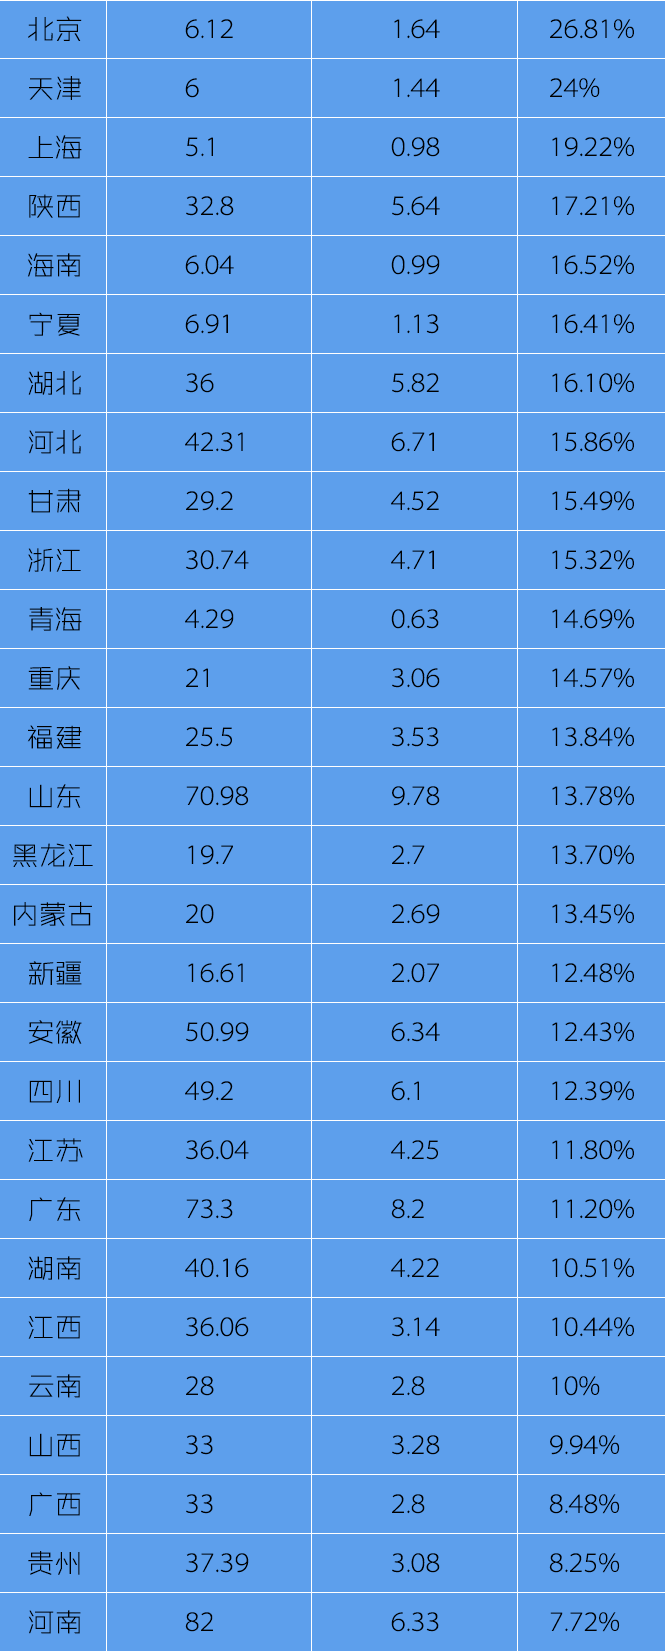 北京 6.12 1.64 26.81%
天津 6 1.44 24%
上海 5.1 0.98 19.22%
陕西 32.8 5.64 17.21%
海南 6.04 0.99 16.52%
宁夏 6.91 1.13 16.41%
湖北 36 5.82 16.10%
河北 42.31 6.71 15.86%
甘肃 29.2 4.52 15.49%
浙江 30.74 4.71 15.32%
青海 4.29 0.63 14.69%
重庆 21 3.06 14.57%
福建 25.5 3.53 13.84%
山东 70.98 9.78 13.78%
黑龙江 19.7 2.7 13.70%
内蒙古 20 2.69 13.45%
新疆 16.61 2.07 12.48%
安徽 50.99 6.34 12.43%
四川 49.2 6.1 12.39%
江苏 36.04 4.25 11.80%
广东 73.3 8.2 11.20%
湖南 40.16 4.22 10.51%
江西 36.06 3.14 10.44%
云南 28 2.8 10%
山西 33 3.28 9.94%
广西 33 2.8 8.48%
贵州 37.39 3.08 8.25%
河南 82 6.33 7.72%